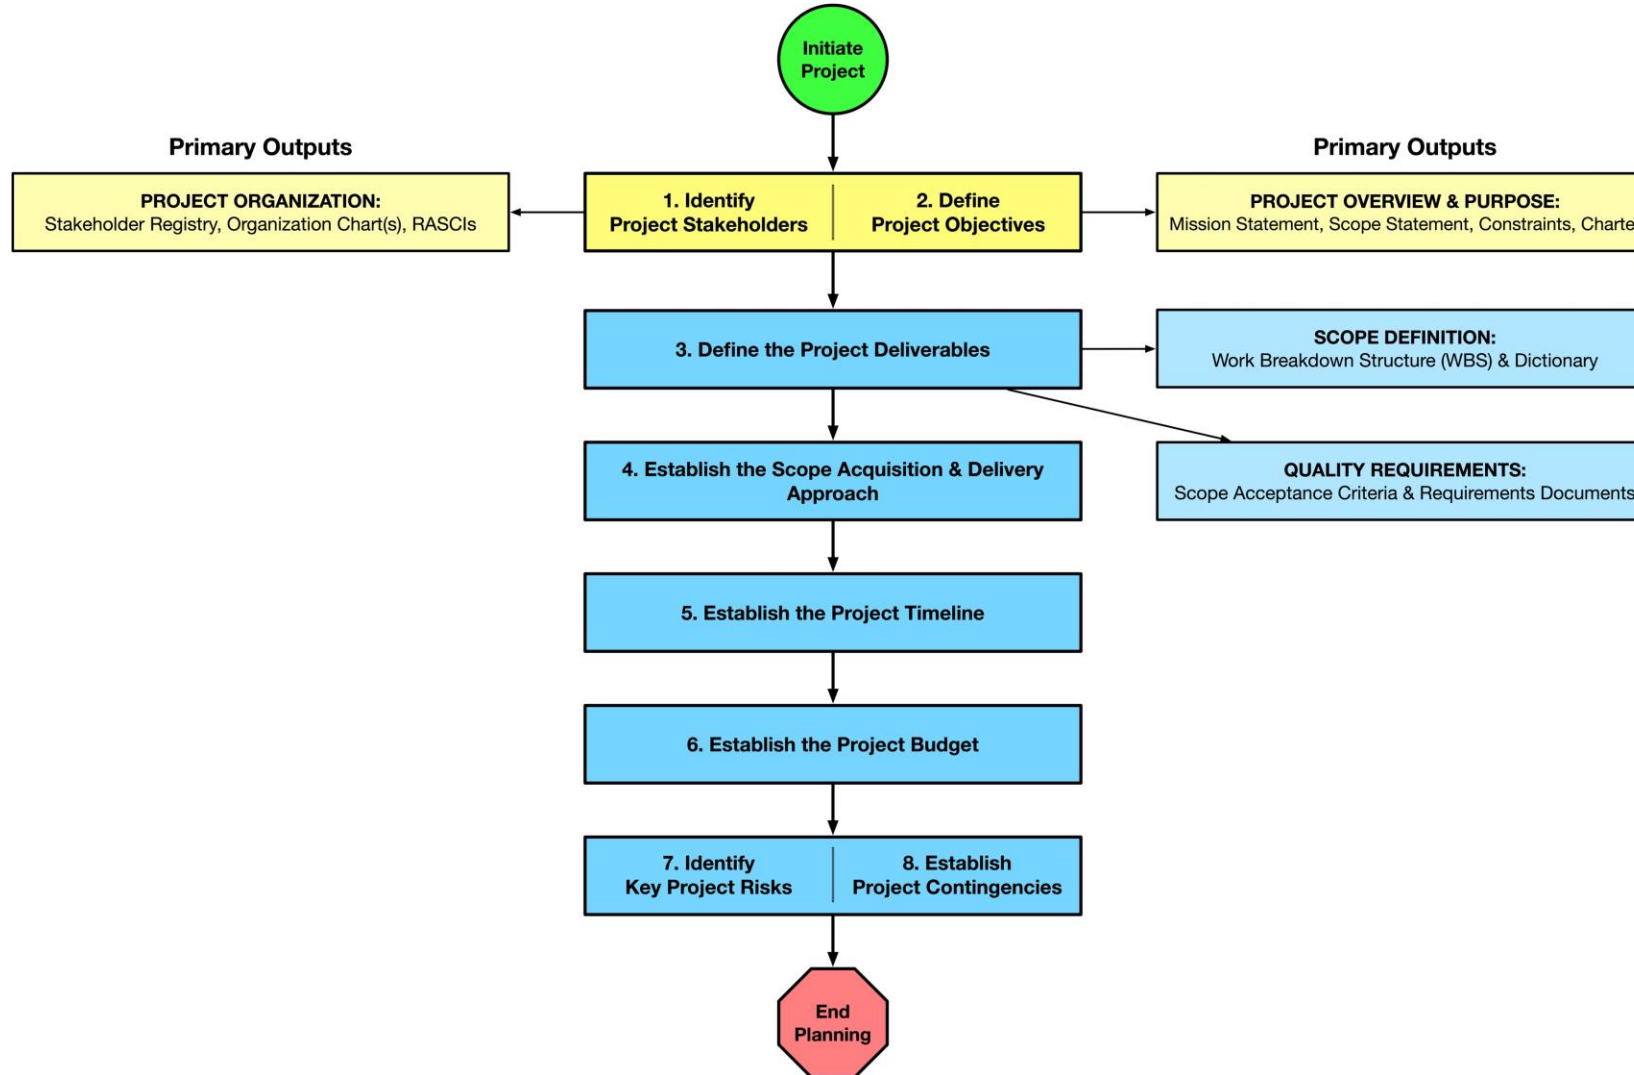 Initiate
Project
Primary Outputs
Primary Outputs
PROJECT ORGANIZATION:
Stakeholder Registry, Organization Chart(s), RASCIs
1. Identify
Project Stakeholders
2. Define
Project Objectives
PROJECT OVERVIEW & PURPOSE:
Mission Statement, Scope Statement, Constraints, Charte
3. Define the Project Deliverables
SCOPE DEFINITION:
Work Breakdown Structure (WBS) & Dictionary
4. Establish the Scope Acquisition & Delivery
Approach
QUALITY REQUIREMENTS:
Scope Acceptance Criteria & Requirements Documents
5. Establish the Project Timeline
6. Establish the Project Budget
7. Identify
Key Project Risks
8. Establish
Project Contingencies
End
Planning